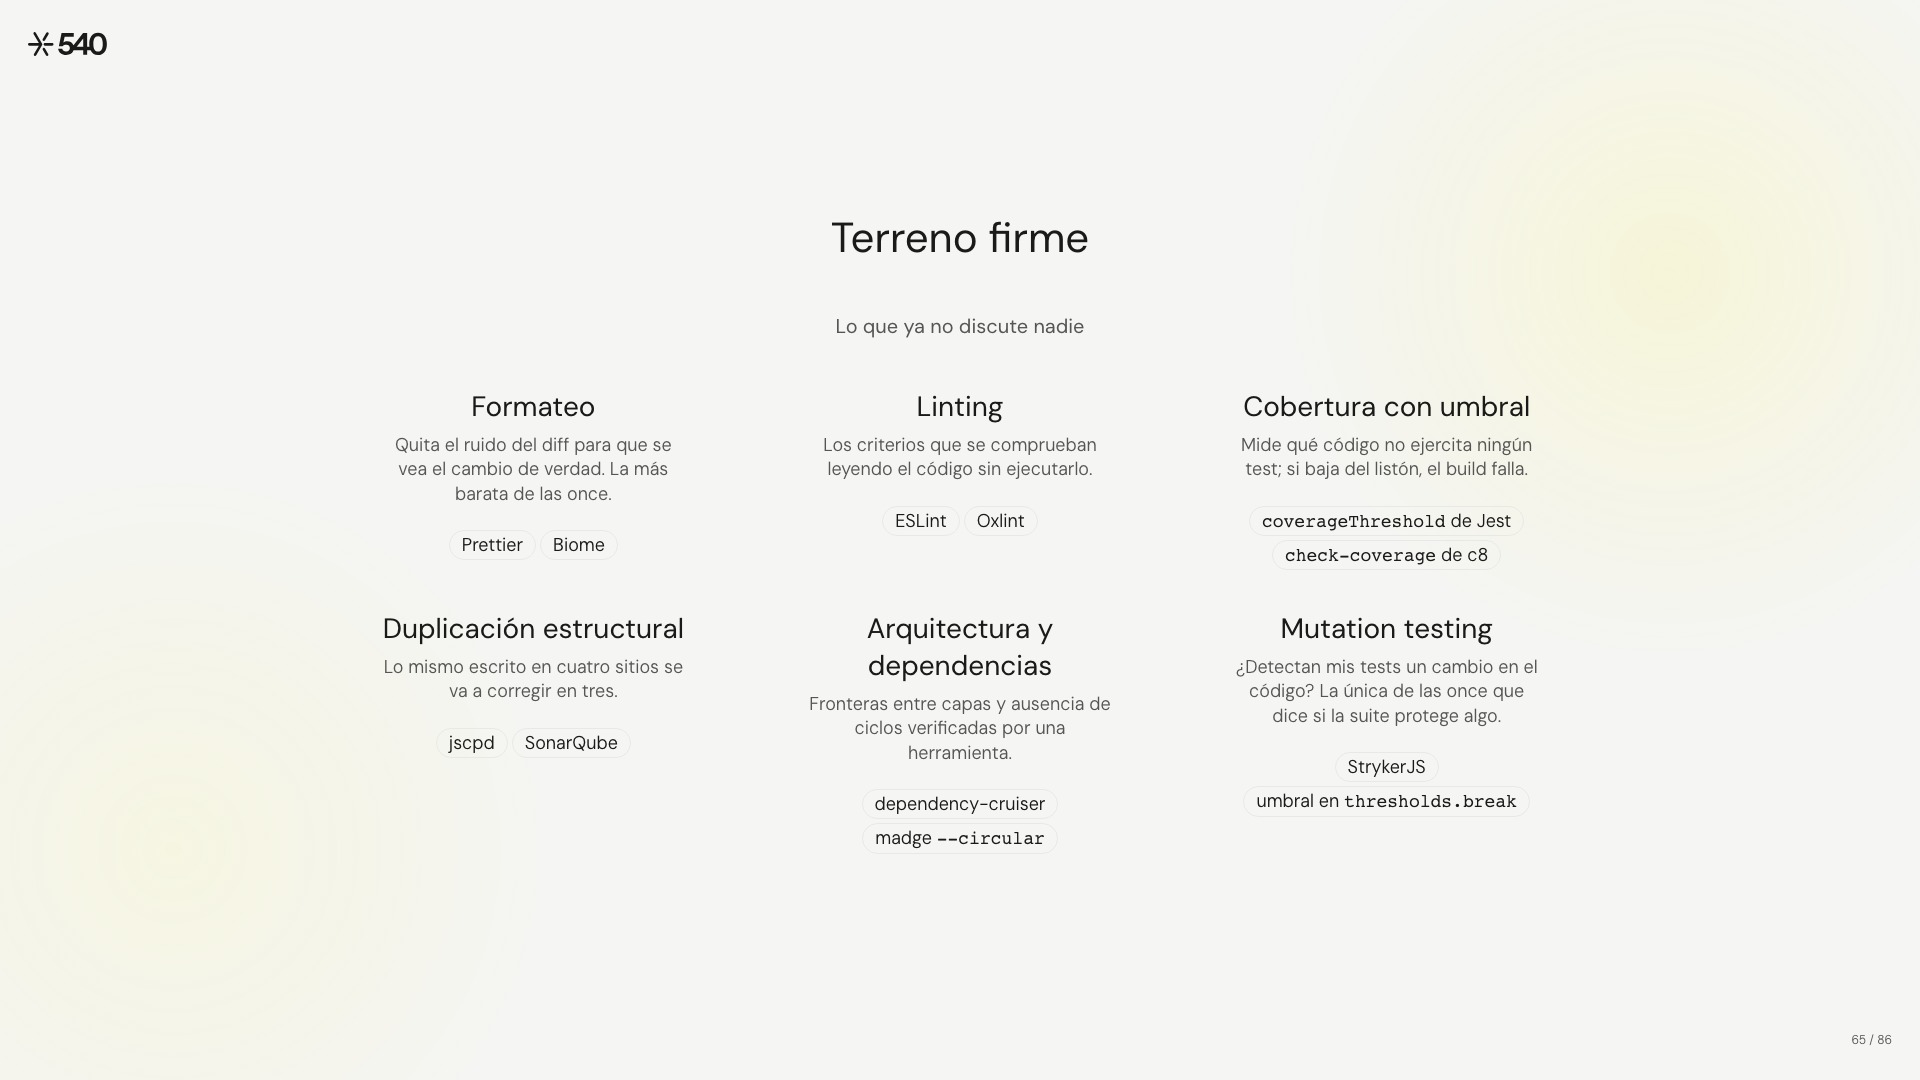 540
Terreno firme
Lo que ya no discute nadie
Formateo
Quita el ruido del diff para que se
vea el cambio de verdad. La más
barata de las once.
Prettier Biome
Linting
Los criterios que se comprueban
leyendo el código sin ejecutarlo.
ESLint Oxlint
Cobertura con umbral
Mide qué código no ejercita ningún
test; si baja del listón, el build falla.
coverageThreshold de Jest
check-coverage de c8
Duplicación estructural
Lo mismo escrito en cuatro sitios se
va a corregir en tres.
jscpd SonarQube
Arquitectura y
dependencias
Fronteras entre capas y ausencia de
ciclos verificadas por una
herramienta.
dependency-cruiser
madge --circular
Mutation testing
¿Detectan mis tests un cambio en el
código? La única de las once que
dice si la suite protege algo.
StrykerJS
umbral en thresholds.break
65 / 86